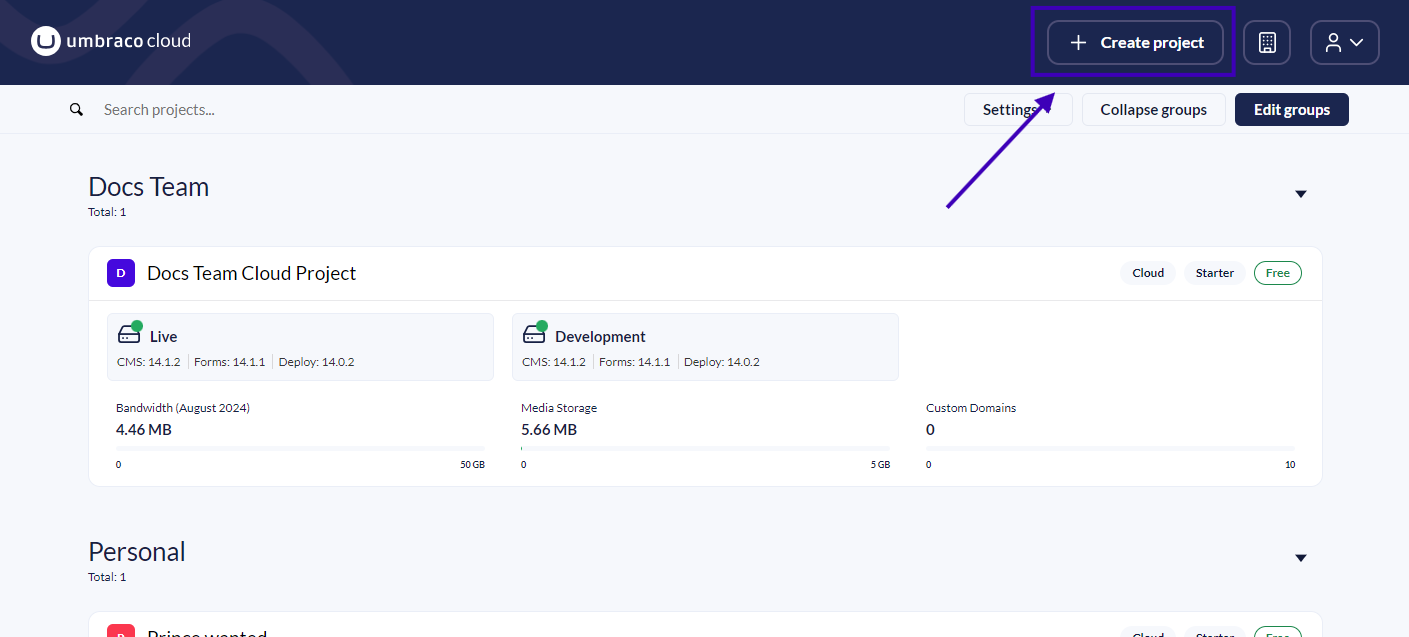 umbraco cloud
Create project
Search projects...
Settings
Collapse groups
Edit groups
Docs Team
Total: 1
D
Docs Team Cloud Project
Cloud
Starter
Free
Live
CMS: 14.1.2
Forms: 14.1.1
Deploy: 14.0.2
Development
CMS: 14.1.2
Forms: 14.1.1
Deploy: 14.0.2
Bandwidth (August 2024)
4.46 MB
0
50 GB
Media Storage
5.66 MB
0
5 GB
Custom Domains
0
0
10
Personal
Total: 1
Prince wanted
Cloud
Starter
Free